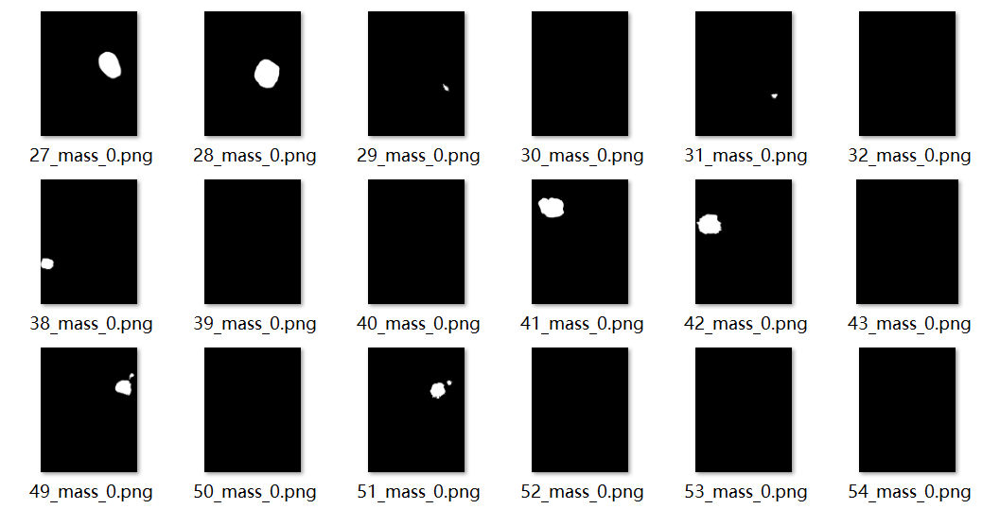 27_mass_0.png 28_mass_0.png 29_mass_0.png 30_mass_0.png 31_mass_0.png 32_mass_0.png
38_mass_0.png 39_mass_0.png 40_mass_0.png 41_mass_0.png 42_mass_0.png 43_mass_0.png
49_mass_0.png 50_mass_0.png 51_mass_0.png 52_mass_0.png 53_mass_0.png 54_mass_0.png